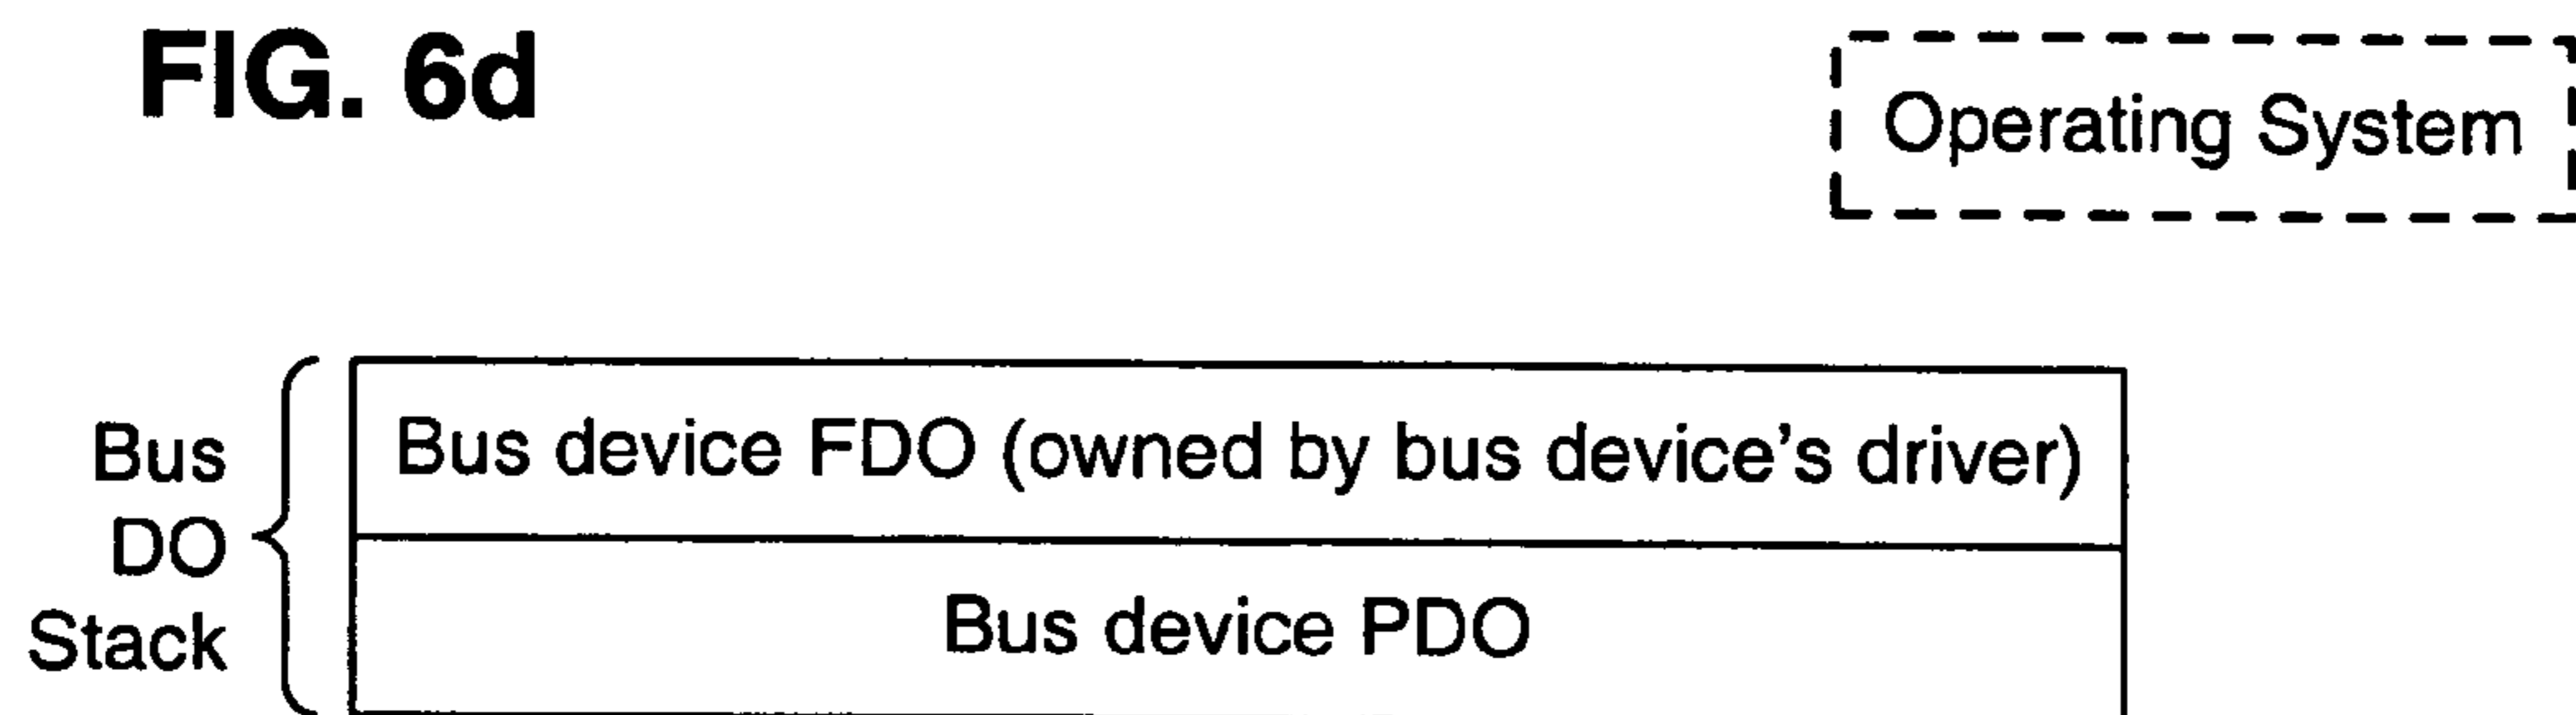 FIG. 6d
Operating System
Bus
DO
Stack
Bus device FDO (owned by bus device's driver)
Bus device PDO